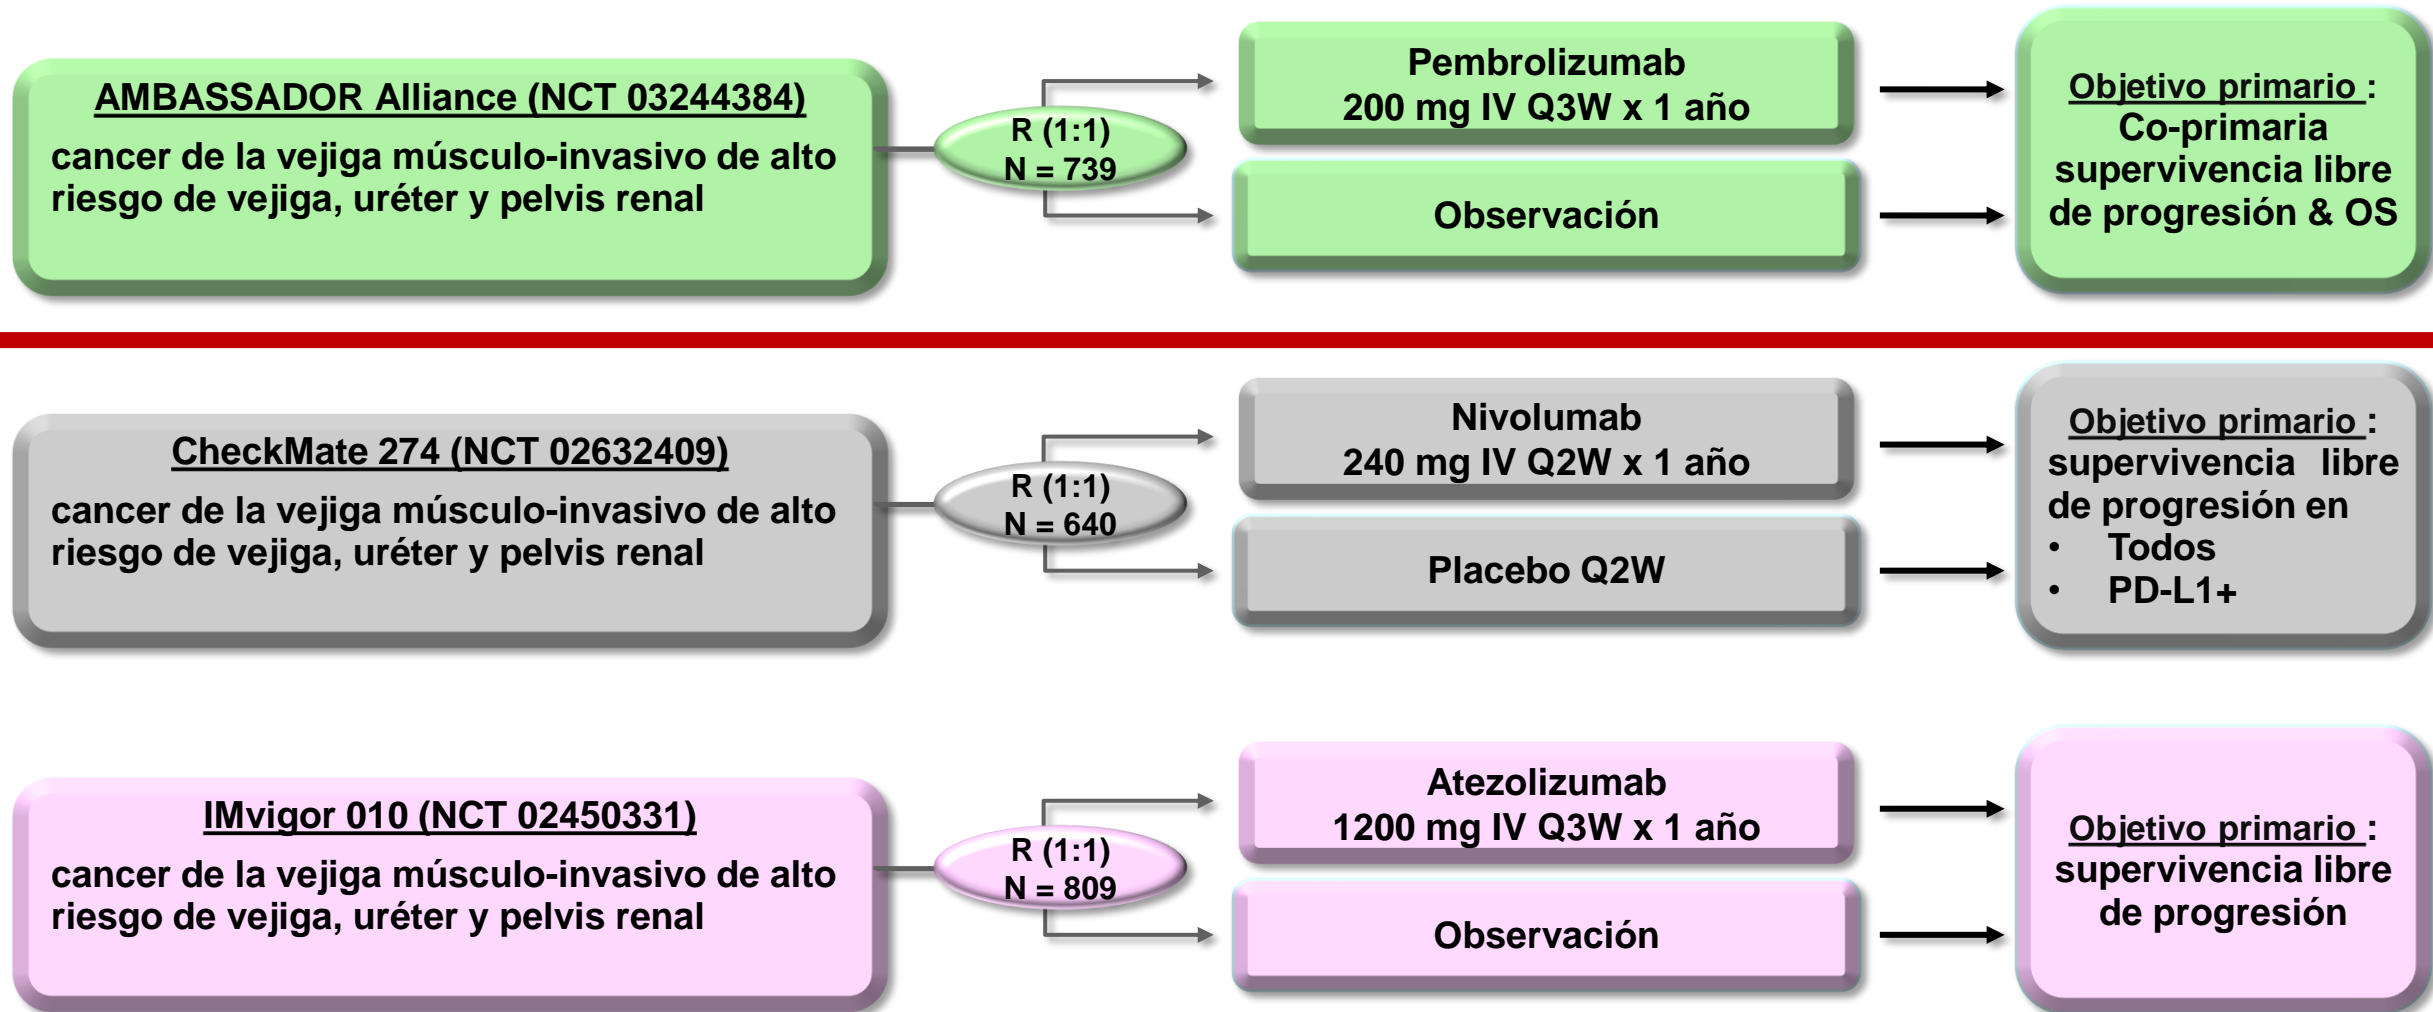 AMBASSADOR Alliance (NCT 03244384)
cancer de la vejiga músculo-invasivo de alto
riesgo de vejiga, uréter y pelvis renal
R (1:1)
N = 739
Pembrolizumab
200 mg IV Q3W x 1 año
Observación
Objetivo primario :
Co-primaria
supervivencia libre
de progresión & OS
CheckMate 274 (NCT 02632409)
cancer de la vejiga músculo-invasivo de alto
riesgo de vejiga, uréter y pelvis renal
R (1:1)
N = 640
Nivolumab
240 mg IV Q2W x 1 año
Placebo Q2W
Objetivo primario :
supervivencia libre
de progresión en
• Todos
• PD-L1+
IMvigor 010 (NCT 02450331)
cancer de la vejiga músculo-invasivo de alto
riesgo de vejiga, uréter y pelvis renal
R (1:1)
N = 809
Atezolizumab
1200 mg IV Q3W x 1 año
Observación
Objetivo primario :
supervivencia libre
de progresión